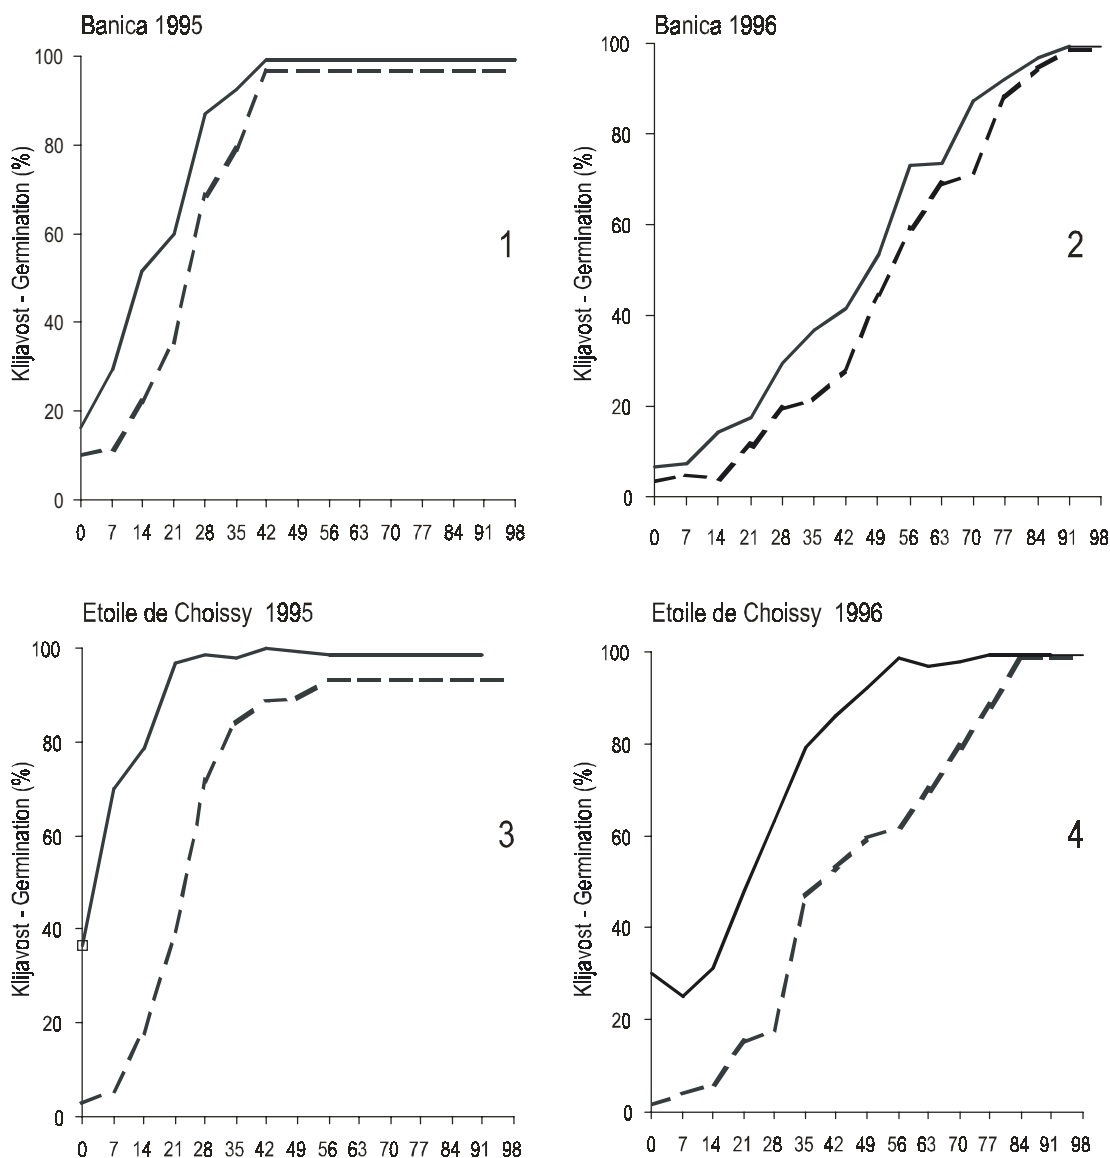 Banica 1995
100
80
60
40
20
0
Klijavost - Germination (%)
1
0 7 14 21 28 35 42 49 56 63 70 77 84 91 98
Banica 1996
100
80
60
40
20
0
Klijavost - Germination (%)
2
0 7 14 21 28 35 42 49 56 63 70 77 84 91 98
Etoile de Choissy 1995
100
80
60
40
20
0
Klijavost - Germination (%)
3
0 7 14 21 28 35 42 49 56 63 70 77 84 91 98
Etoile de Choissy 1996
100
80
60
40
20
0
Klijavost - Germination (%)
4
0 7 14 21 28 35 42 49 56 63 70 77 84 91 98